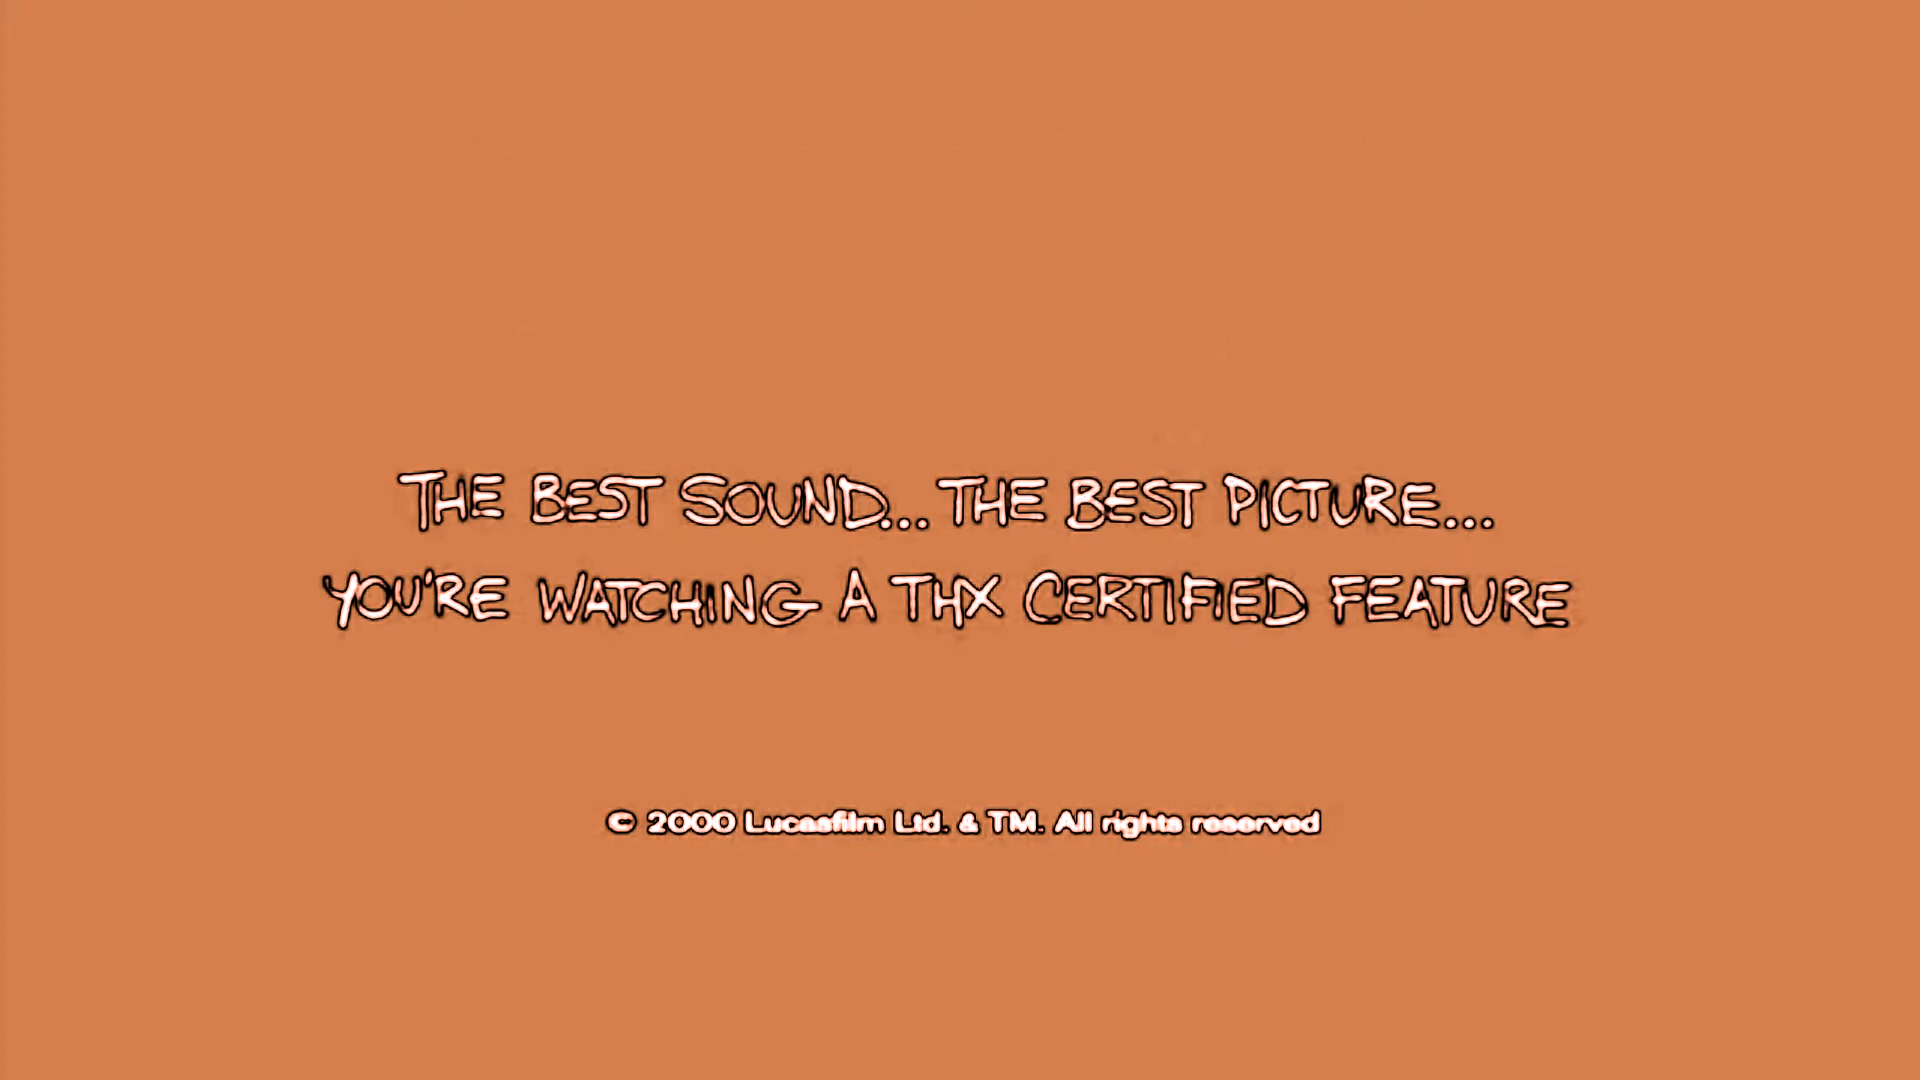 THE BEST SOUND... THE BEST PICTURE...
YOU'RE WATCHING A THX CERTIFIED FEATURE
© 2000 Lucasfilm Ltd. & TM. All rights reserved